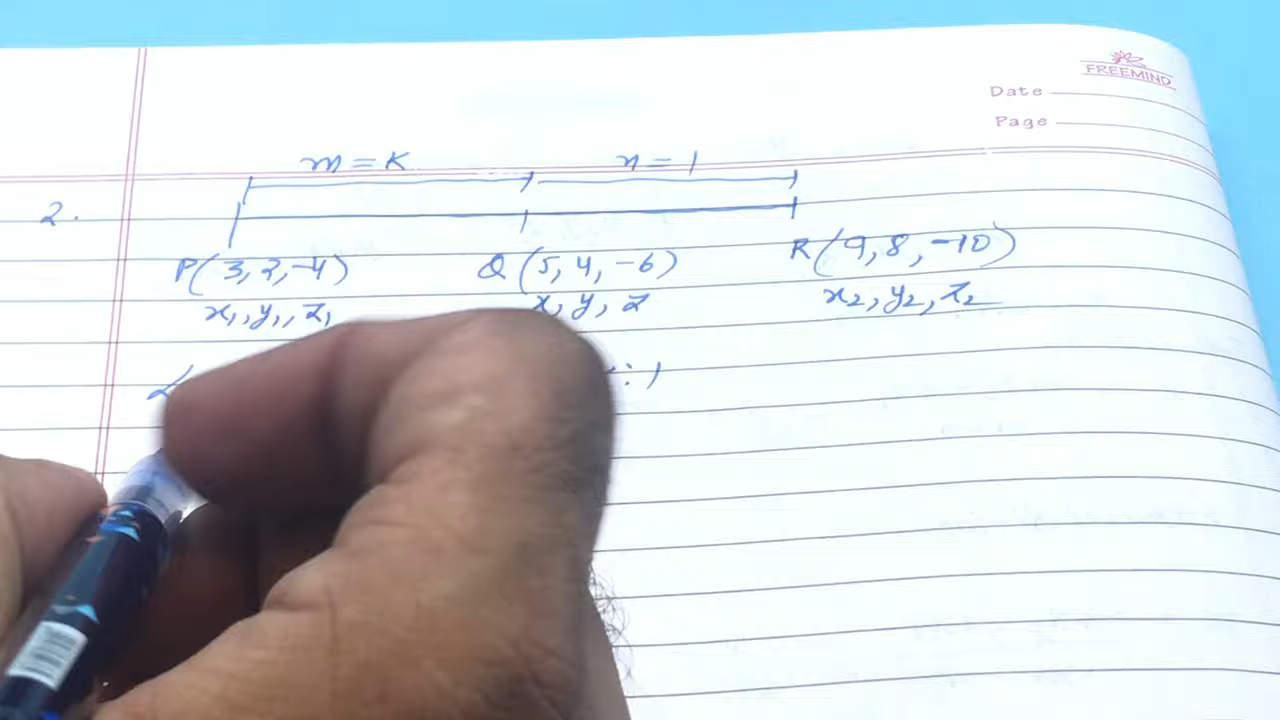 FREEMIND
Date
Page
m = K n = 1
2.
P(3, 2, -4) Q(5, 4, -6) R(9, 8, -10)
x₁, y₁, z₁ x, y, z x₂, y₂, z₂
: 1